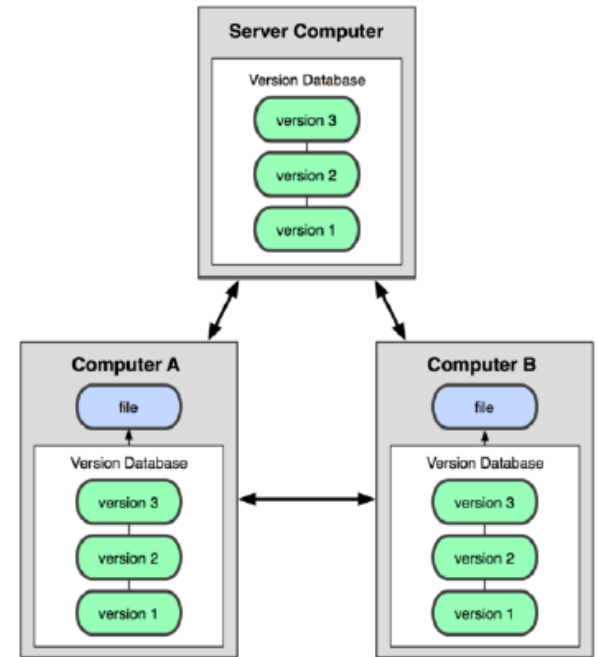 Server Computer
Version Database
version 3
version 2
version 1
Computer A
file
Version Database
version 3
version 2
version 1
Computer B
file
Version Database
version 3
version 2
version 1